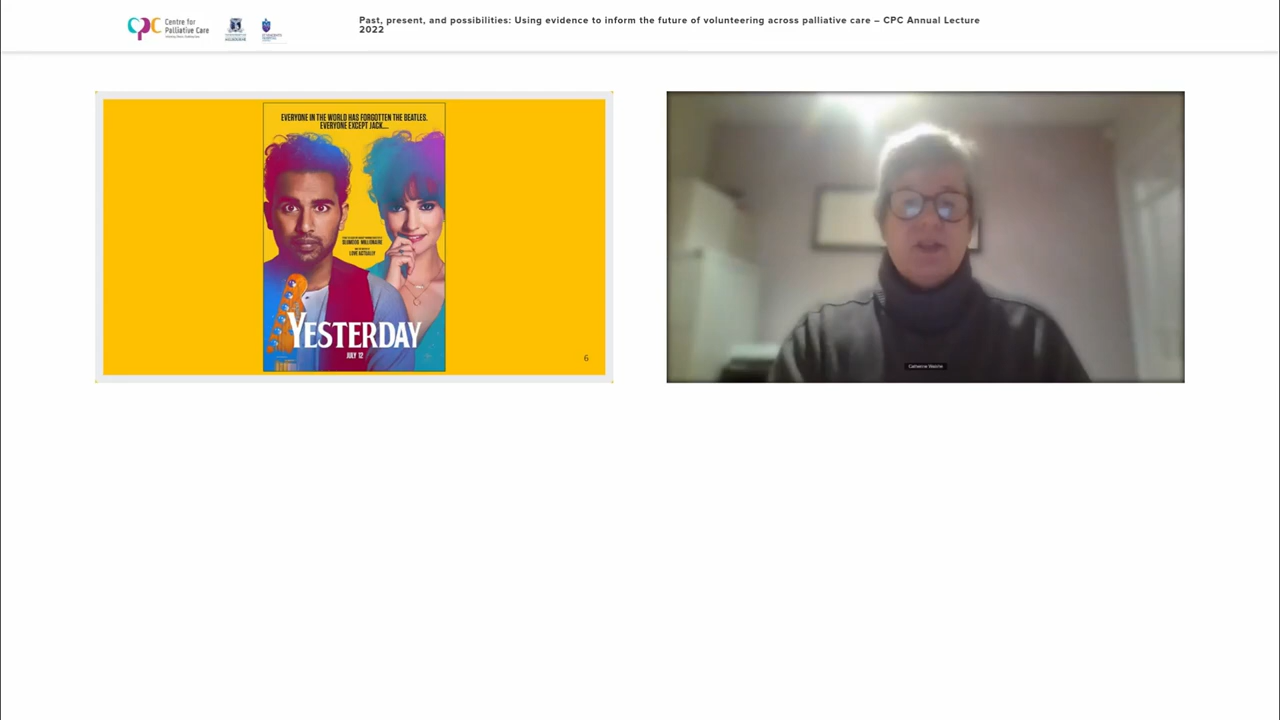 Centre for
Palliative Care
Past, present, and possibilities: Using evidence to inform the future of volunteering across palliative care – CPC Annual Lecture
2022
EVERYONE IN THE WORLD HAS FORGOTTEN THE BEATLES.
EVERYONE EXCEPT JACK...
SLUMDOG MILLIONAIRE
LOVE ACTUALLY
YESTERDAY
JULY 12
6